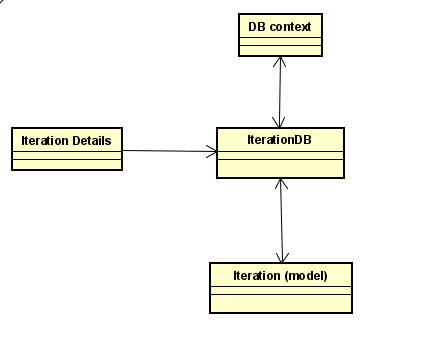 DB context
Iteration Details
IterationDB
Iteration (model)